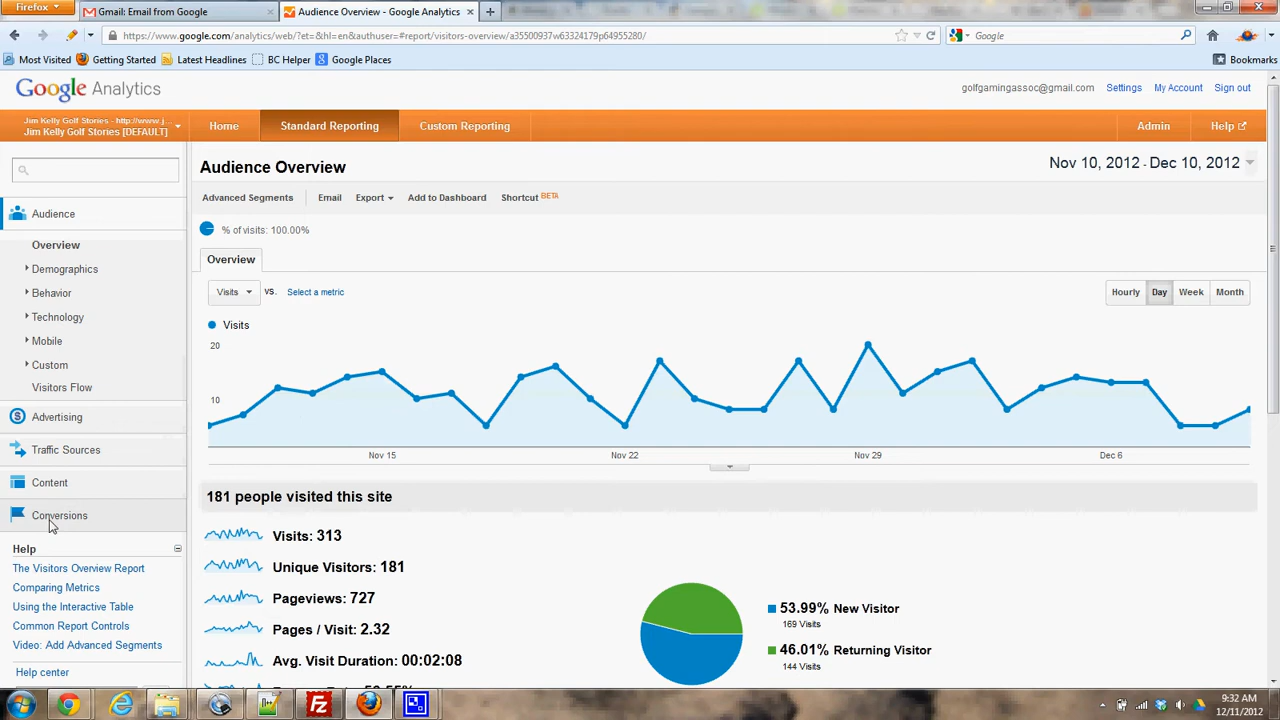 Firefox
Gmail: Email from Google
Audience Overview - Google Analytics
https://www.google.com/analytics/web/?et=&hl=en&authuser=#report/visitors-overview/a35500937w63324179p64955280/
Google
Most Visited
Getting Started
Latest Headlines
BC Helper
Google Places
Bookmarks
Google Analytics
golfgamingassoc@gmail.com
Settings
My Account
Sign out
Jim Kelly Golf Stories - http://www.j...
Jim Kelly Golf Stories [DEFAULT]
Home
Standard Reporting
Custom Reporting
Admin
Help
Audience Overview
Nov 10, 2012 - Dec 10, 2012
Advanced Segments
Email
Export
Add to Dashboard
Shortcut BETA
% of visits: 100.00%
Overview
Visits
vs.
Select a metric
Hourly
Day
Week
Month
Visits
20
10
Nov 15
Nov 22
Nov 29
Dec 6
Audience
Overview
Demographics
Behavior
Technology
Mobile
Custom
Visitors Flow
Advertising
Traffic Sources
Content
Conversions
Help
The Visitors Overview Report
Comparing Metrics
Using the Interactive Table
Common Report Controls
Video: Add Advanced Segments
Help center
181 people visited this site
Visits: 313
Unique Visitors: 181
Pageviews: 727
Pages / Visit: 2.32
Avg. Visit Duration: 00:02:08
53.99% New Visitor
169 Visits
46.01% Returning Visitor
144 Visits
9:32 AM
12/11/2012